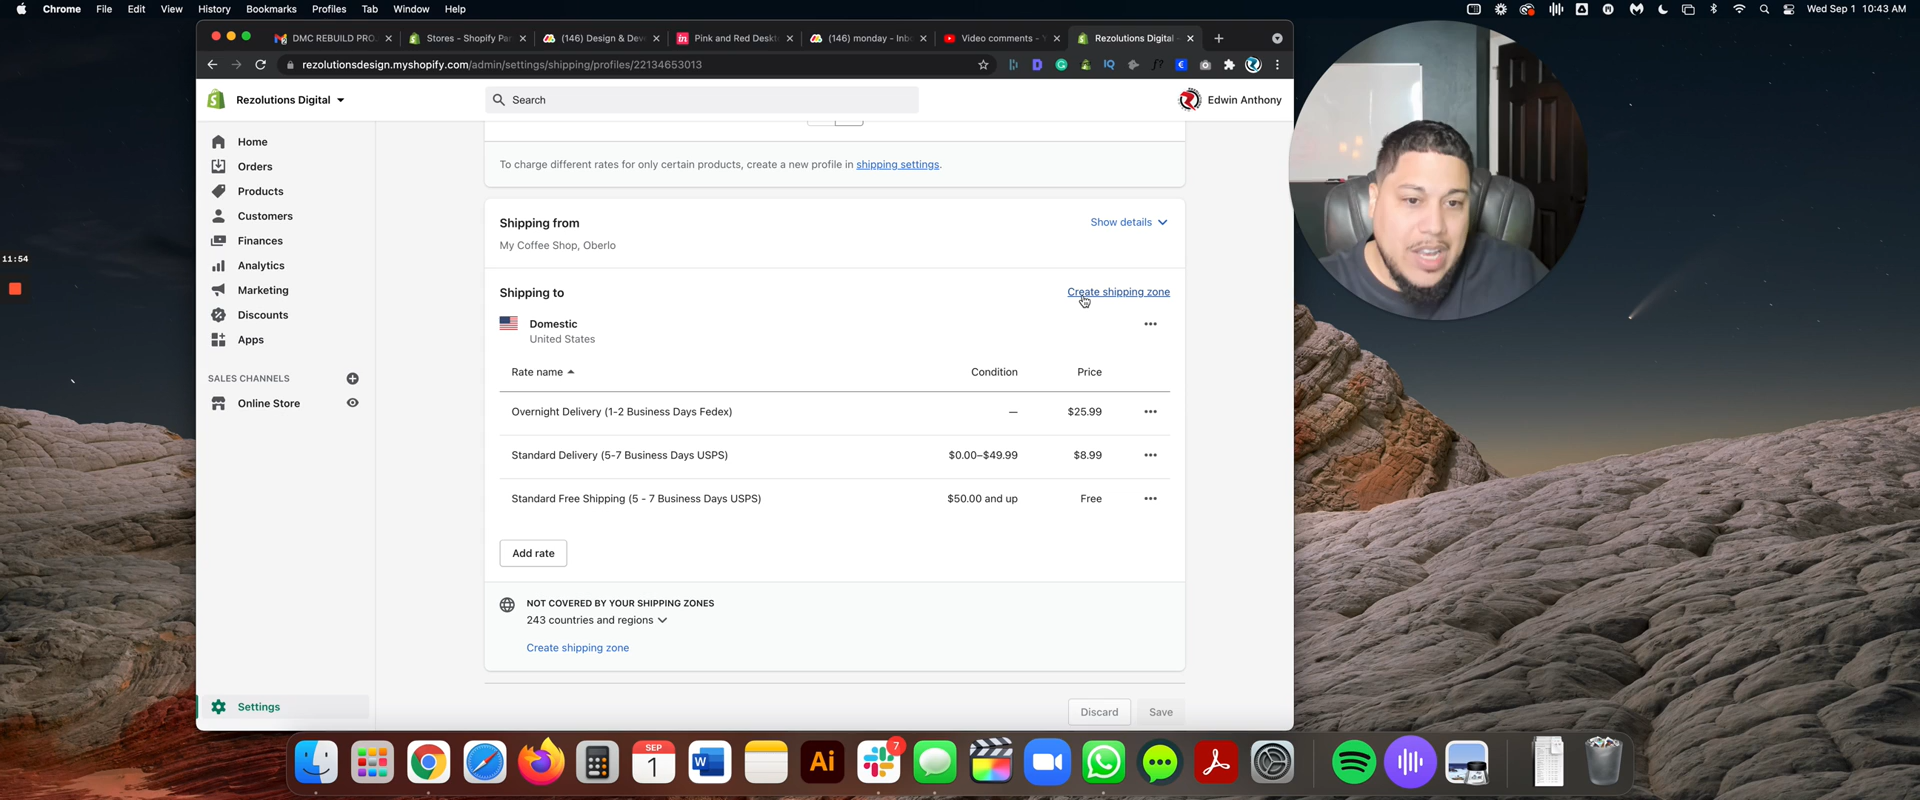 Chrome File Edit View History Bookmarks Profiles Tab Window Help
Wed Sep 1 10:43 AM
DMC REBUILD PRO
Stores - Shopify Pa
(146) Design & Dev
Pink and Red Deskt
(146) monday - Inb
Video comments - Y
Rezolutions Digital
rezolutionsdesign.myshopify.com/admin/settings/shipping/profiles/22134653013
Rezolutions Digital
Search
Edwin Anthony
Home
Orders
Products
Customers
Finances
Analytics
Marketing
Discounts
Apps
SALES CHANNELS
Online Store
Settings
11:54
To charge different rates for only certain products, create a new profile in shipping settings.
Shipping from
Show details
My Coffee Shop, Oberlo
Shipping to
Create shipping zone
Domestic
United States
Rate name Condition Price
Overnight Delivery (1-2 Business Days Fedex) — $25.99
Standard Delivery (5-7 Business Days USPS) $0.00–$49.99 $8.99
Standard Free Shipping (5 - 7 Business Days USPS) $50.00 and up Free
Add rate
NOT COVERED BY YOUR SHIPPING ZONES
243 countries and regions
Create shipping zone
Discard Save
SEP
1
W
Ai
7